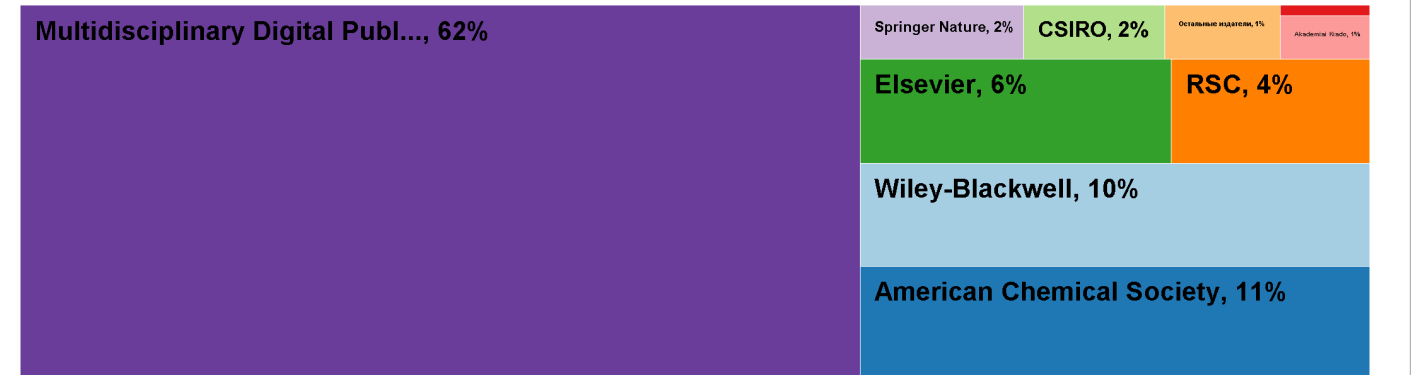 Multidisciplinary Digital Publ..., 62%
Springer Nature, 2%
CSIRO, 2%
Остальные издатели, 1%
Akademiai Kiado, 1%
Elsevier, 6%
RSC, 4%
Wiley-Blackwell, 10%
American Chemical Society, 11%